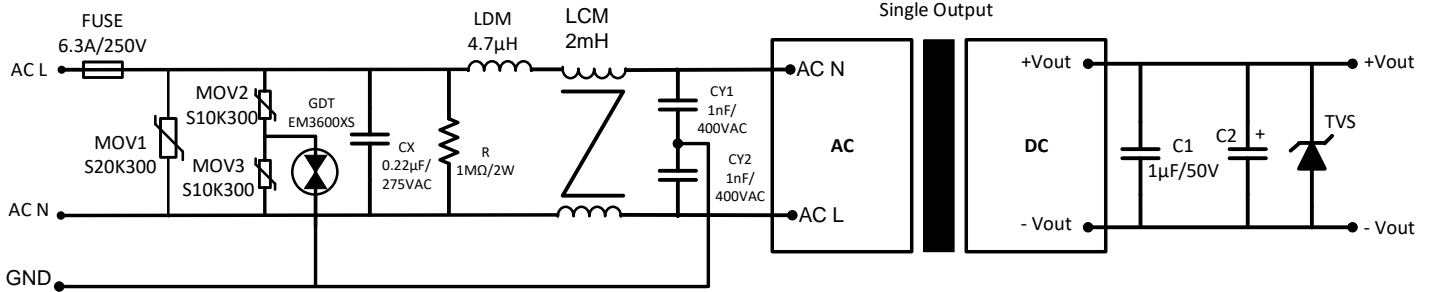 Single Output
FUSE
6.3A/250V
LDM
4.7µH
LCM
2mH
AC L
MOV1
S20K300
MOV2
S10K300
MOV3
S10K300
GDT
EM3600XS
CX
0.22µF/
275VAC
R
1MΩ/2W
CY1
1nF/
400VAC
CY2
1nF/
400VAC
AC N
GND
AC N
AC L
AC
DC
+Vout
- Vout
C1
1µF/50V
C2
+
TVS
+Vout
- Vout